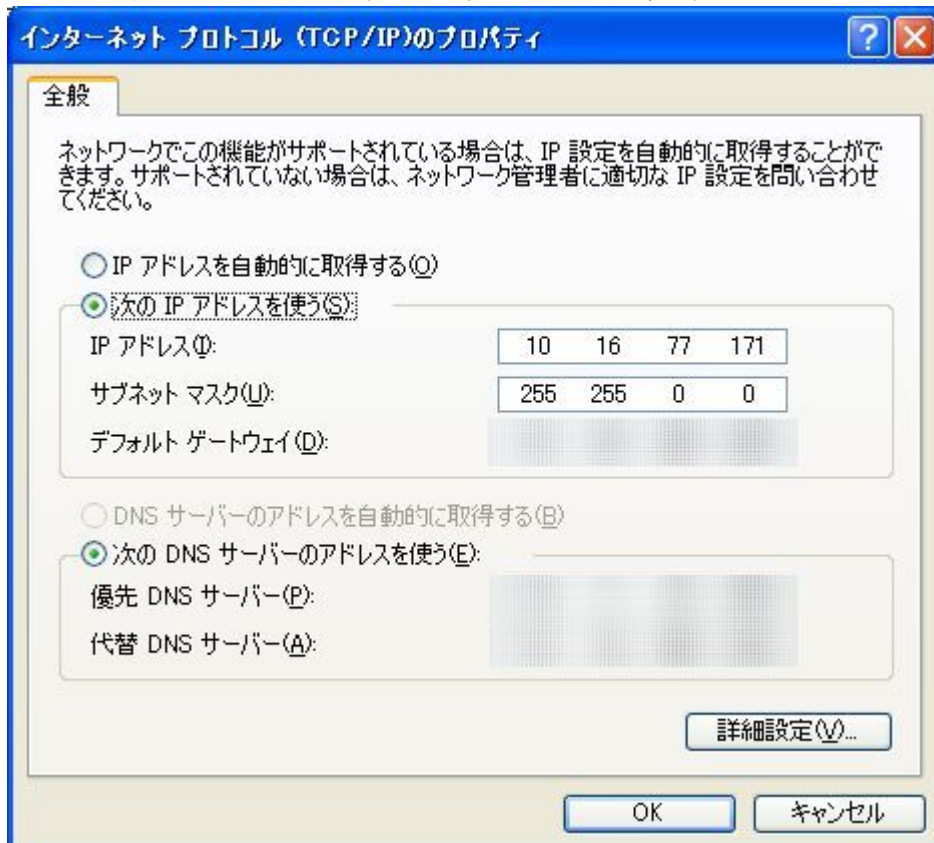 インターネット プロトコル (TCP/IP)のプロパティ
全般
ネットワークでこの機能がサポートされている場合は、IP 設定を自動的に取得することがで
きます。サポートされていない場合は、ネットワーク管理者に適切な IP 設定を問い合わせ
てください。
IP アドレスを自動的に取得する(O)
次の IP アドレスを使う(S):
IP アドレス(I): 10 16 77 171
サブネット マスク(U): 255 255 0 0
デフォルト ゲートウェイ(D):
DNS サーバーのアドレスを自動的に取得する(B)
次の DNS サーバーのアドレスを使う(E):
優先 DNS サーバー(P):
代替 DNS サーバー(A):
詳細設定(V)...
OK キャンセル